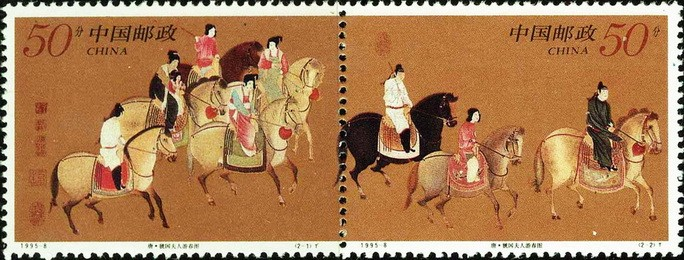 50分 中国邮政
CHINA
1995-8 唐·虢国夫人游春图 (2-1)T
中国邮政 50分
CHINA
1995-8 唐·虢国夫人游春图 (2-2)T